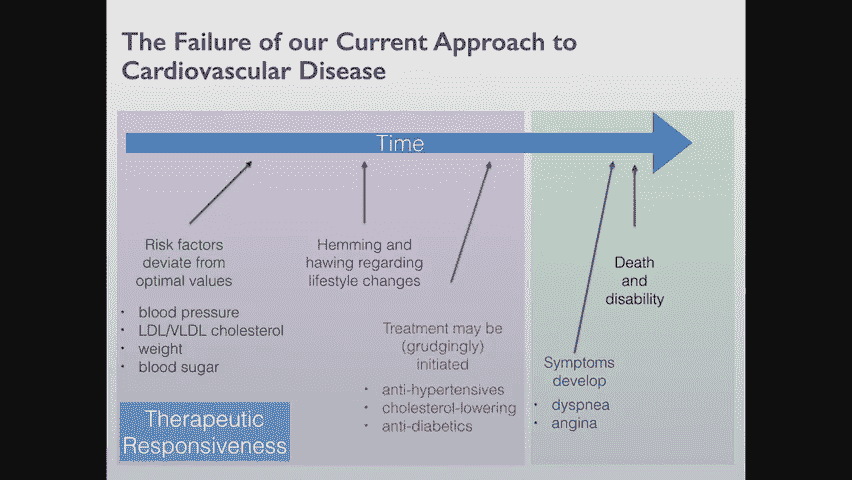 The Failure of our Current Approach to
Cardiovascular Disease
Time
Risk factors
deviate from
optimal values
• blood pressure
• LDL/VLDL cholesterol
• weight
• blood sugar
Hemming and
hawing regarding
lifestyle changes
Treatment may be
(grudgingly)
initiated
• anti-hypertensives
• cholesterol-lowering
• anti-diabetics
Symptoms
develop
• dyspnea
• angina
Death
and
disability
Therapeutic
Responsiveness